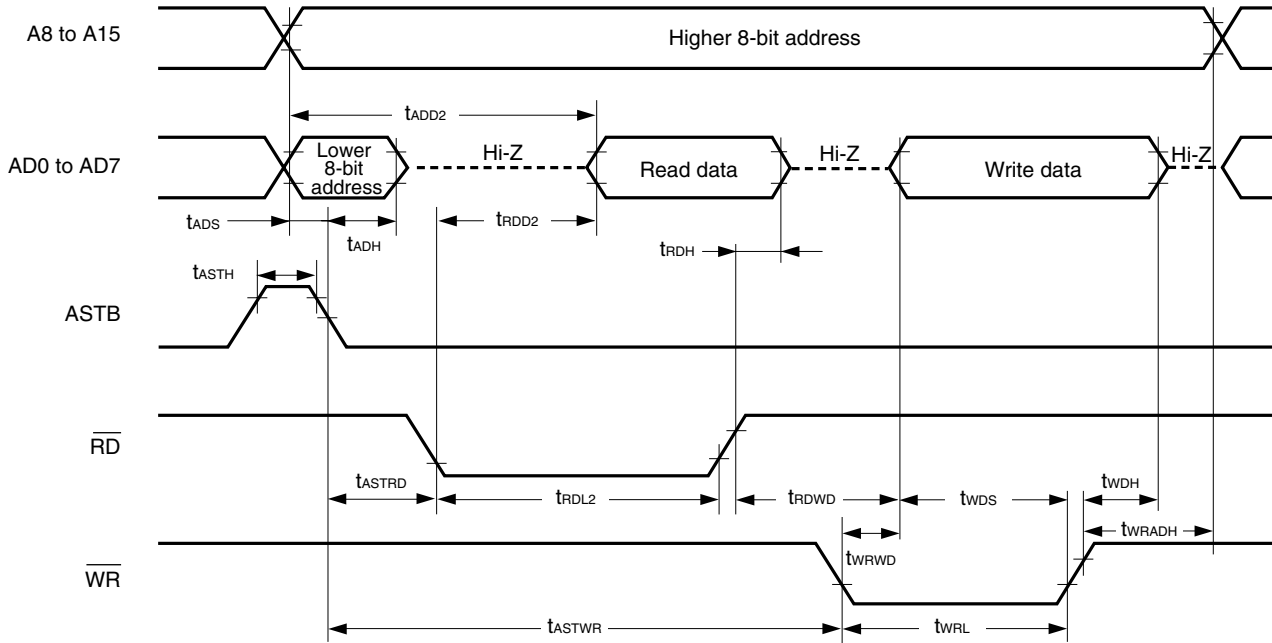 A8 to A15
Higher 8-bit address
tADD2
AD0 to AD7
Lower
8-bit
address
Hi-Z
Read data
Hi-Z
Write data
Hi-Z
tADS
tADH
tRDD2
tRDH
tASTH
ASTB
RD
tASTRD
tRDL2
tRDWD
tWDS
tWDH
tWRADH
tWRWD
WR
tASTWR
tWRL